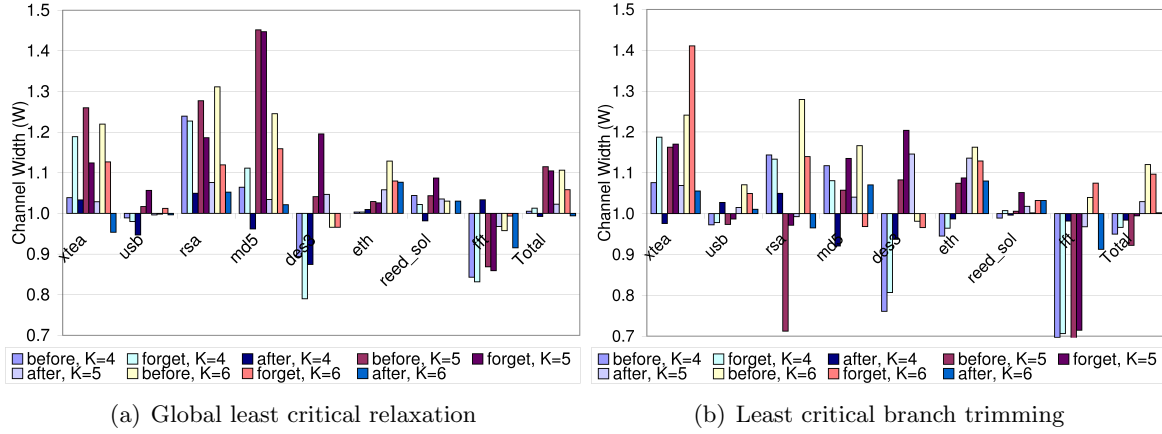 1.5
1.4
1.3
1.2
1.1
1.0
0.9
0.8
0.7
Channel Width (W)
xtea
usb
rsa
md5
des3
eth
reed_sol
fft
Total
before, K=4
forget, K=4
after, K=4
before, K=5
forget, K=5
after, K=5
before, K=6
forget, K=6
after, K=6
(a) Global least critical relaxation
1.5
1.4
1.3
1.2
1.1
1.0
0.9
0.8
0.7
Channel Width (W)
xtea
usb
rsa
md5
des3
eth
reed_sol
fft
Total
before, K=4
forget, K=4
after, K=4
before, K=5
forget, K=5
after, K=5
before, K=6
forget, K=6
after, K=6
(b) Least critical branch trimming